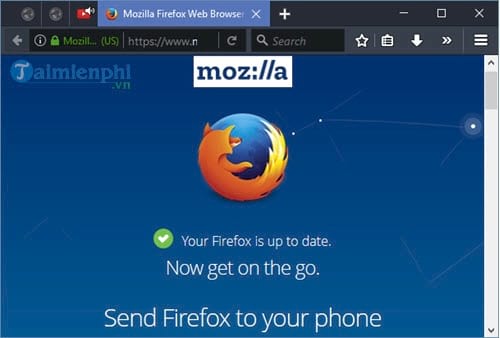 Mozilla Firefox Web Browser
Mozill... (US)
https://www.n
Search
Taimienphi
.vn
moz://a
Your Firefox is up to date.
Now get on the go.
Send Firefox to your phone